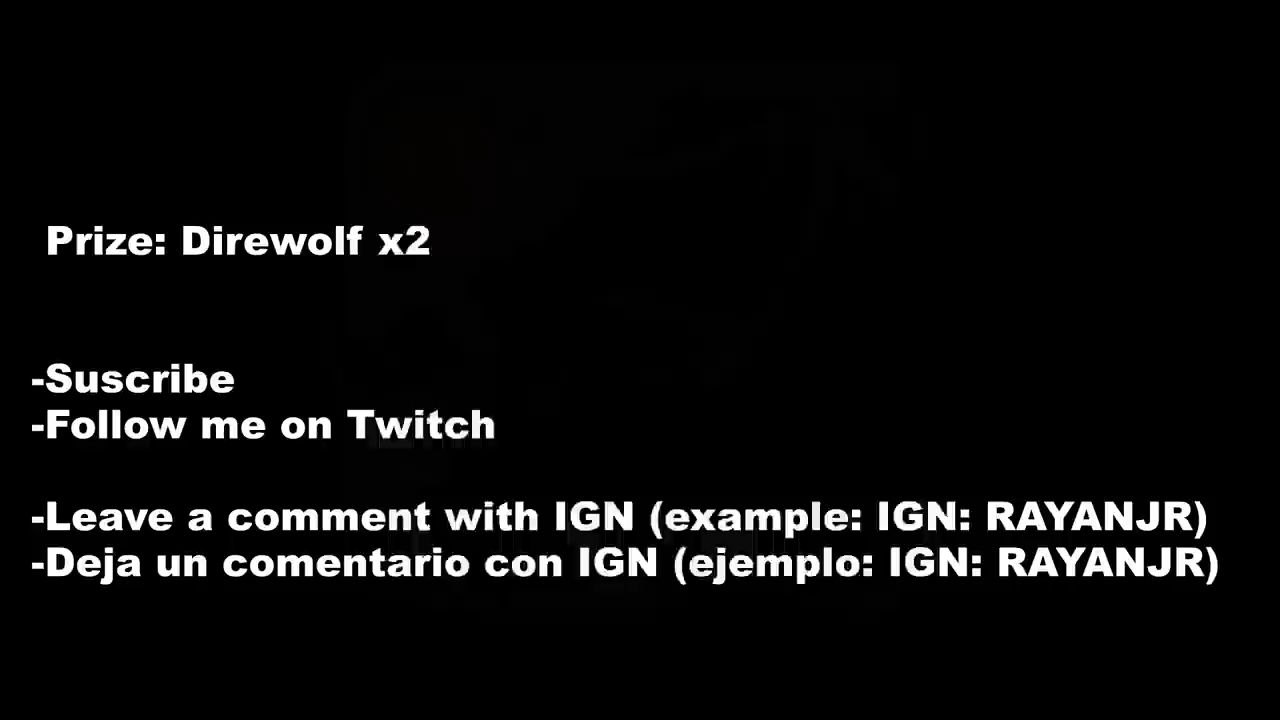 Prize: Direwolf x2
-Suscribe
-Follow me on Twitch
-Leave a comment with IGN (example: IGN: RAYANJR)
-Deja un comentario con IGN (ejemplo: IGN: RAYANJR)